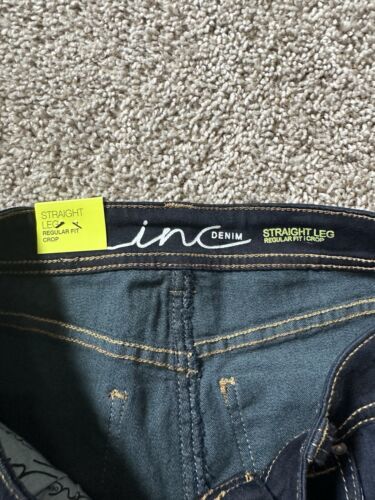 STRAIGHT
LEG
REGULAR FIT
CROP
inc
DENIM
STRAIGHT LEG
REGULAR FIT | CROP